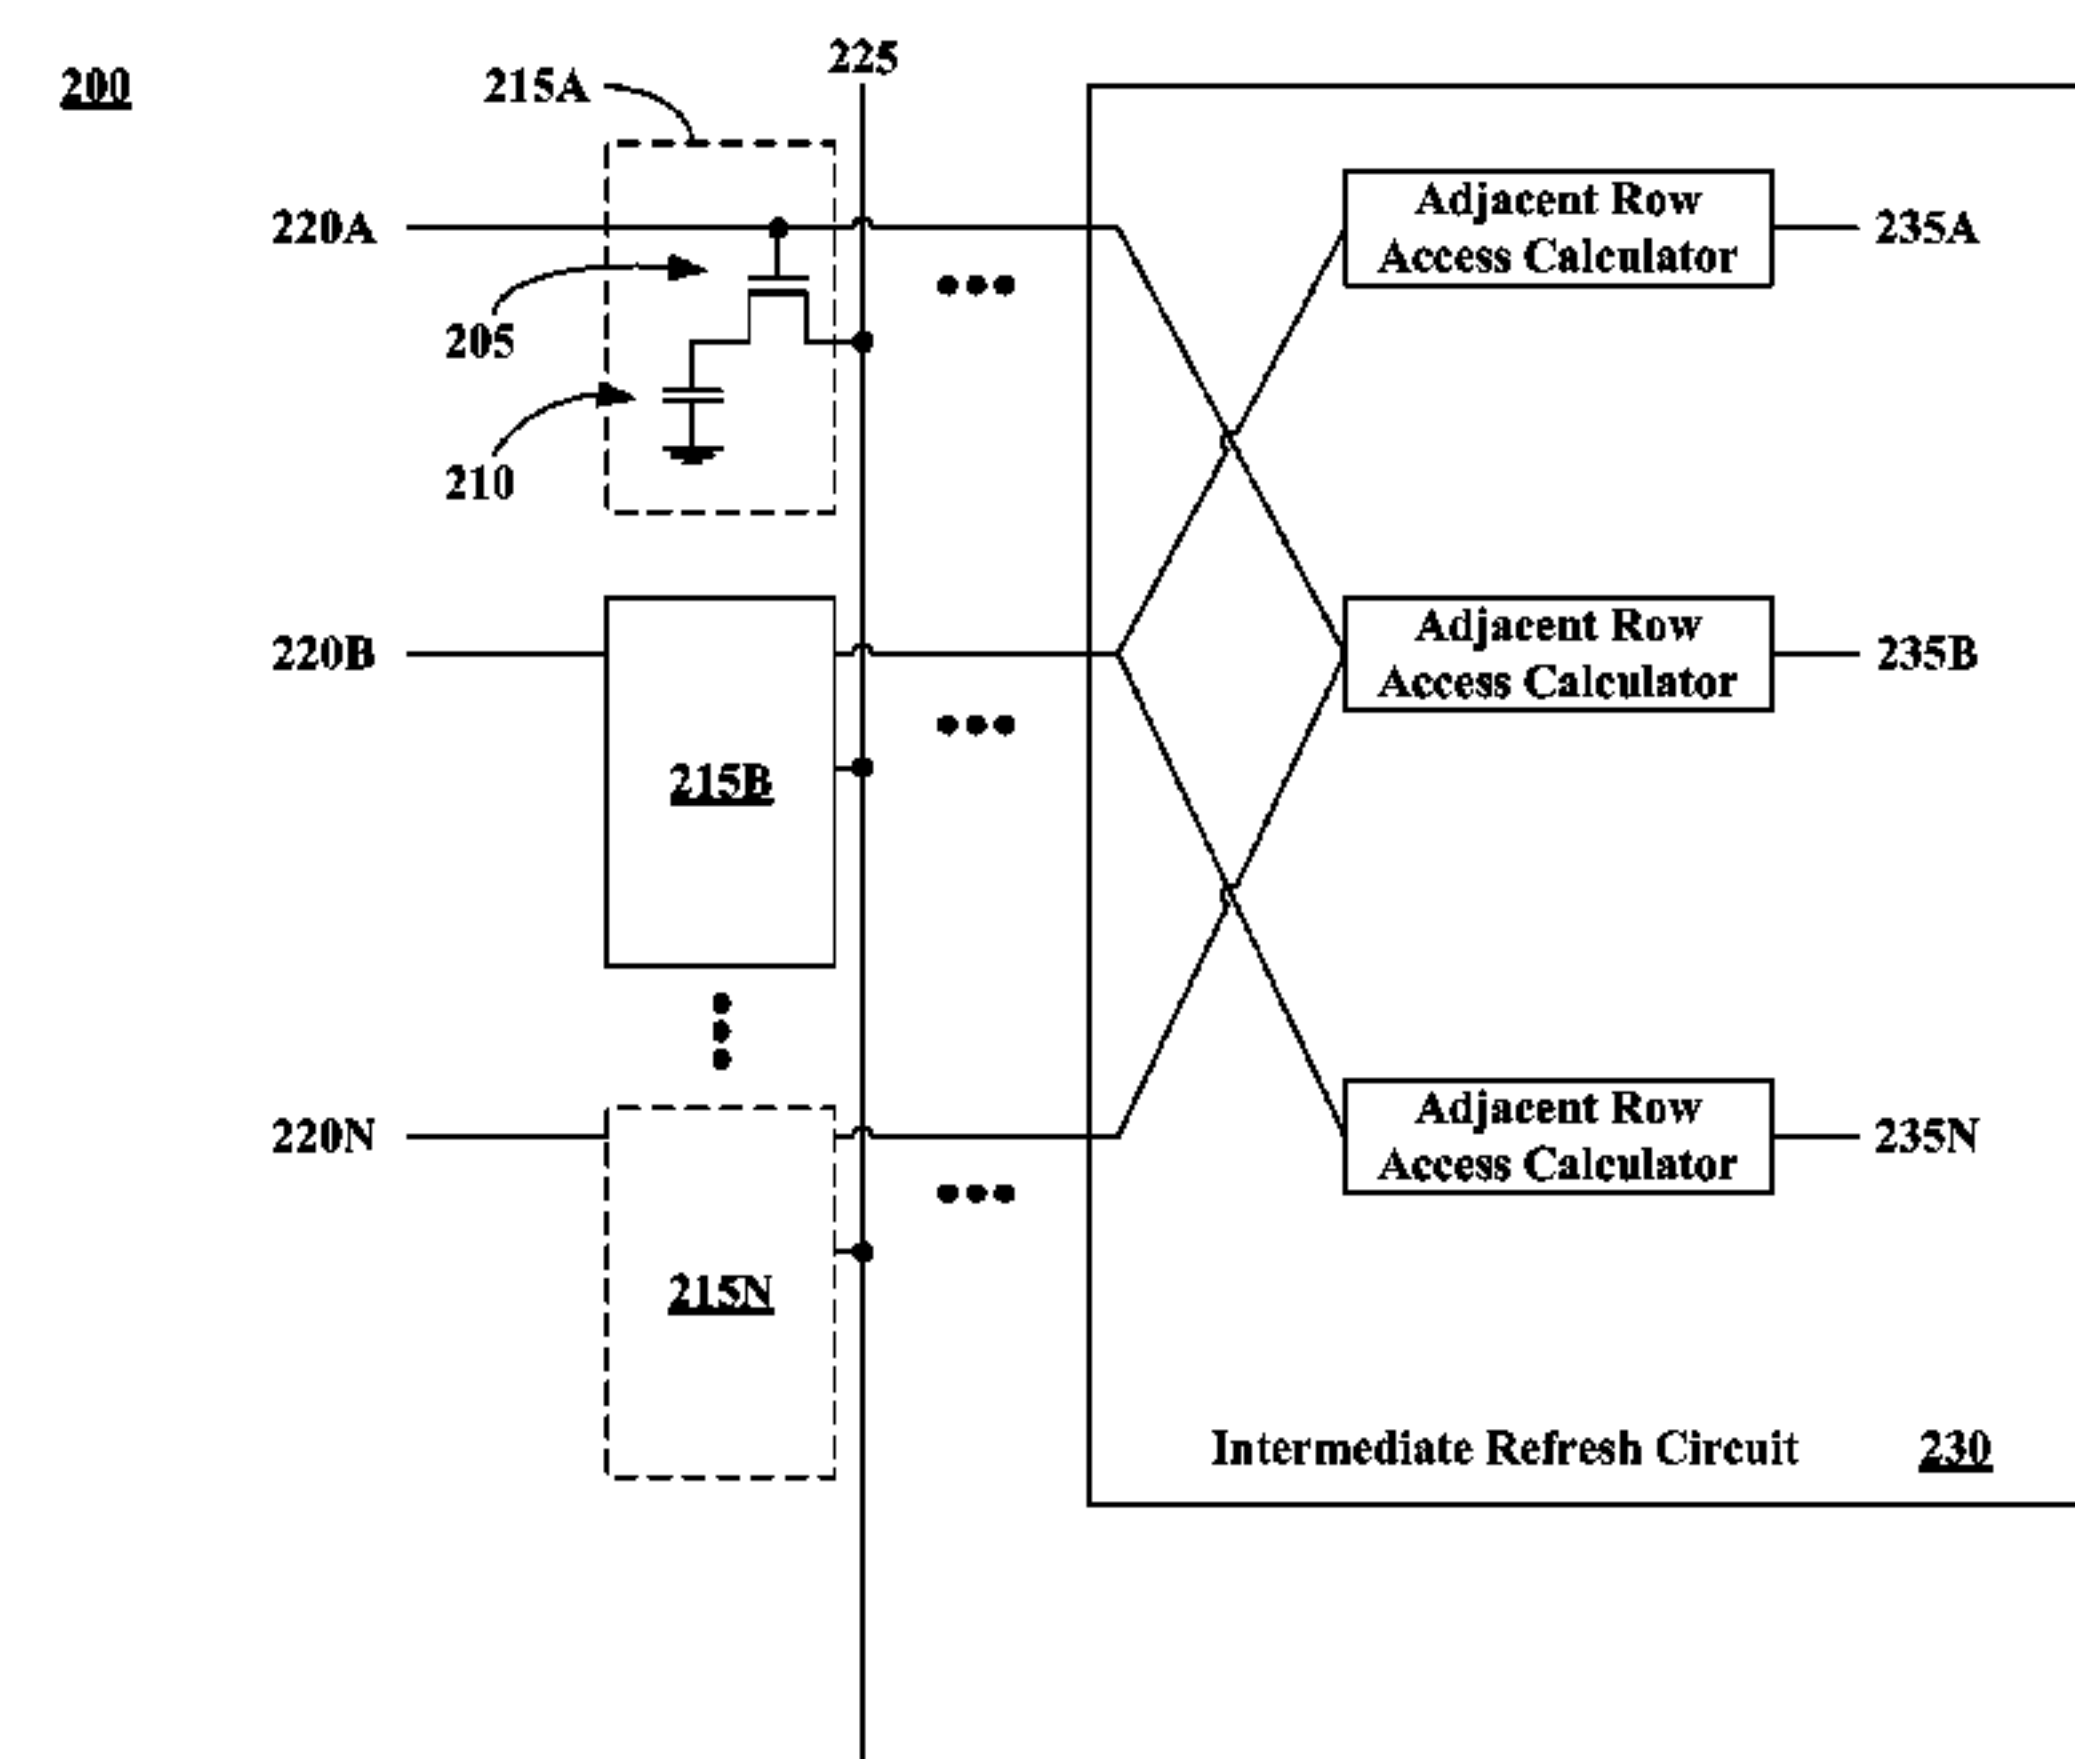 200
225
215A
220A
205
210
Adjacent Row
Access Calculator
235A
220B
215B
Adjacent Row
Access Calculator
235B
220N
215N
Adjacent Row
Access Calculator
235N
Intermediate Refresh Circuit 230